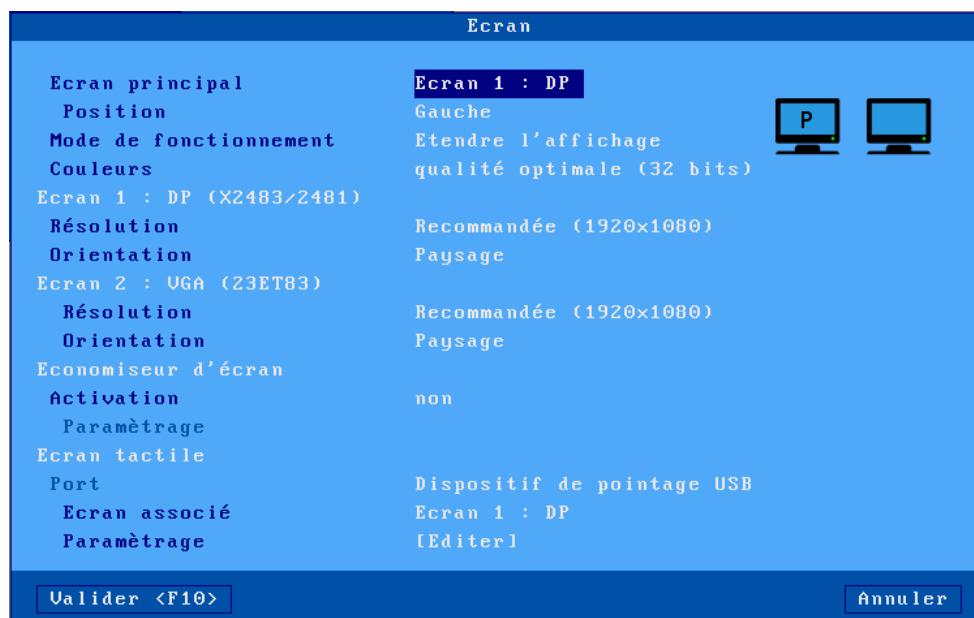 Ecran
Ecran principal Ecran 1 : DP
Position Gauche
P
Mode de fonctionnement Etendre l'affichage
Couleurs qualité optimale (32 bits)
Ecran 1 : DP (X2483/2481)
Résolution Recommandée (1920x1080)
Orientation Paysage
Ecran 2 : VGA (23ET83)
Résolution Recommandée (1920x1080)
Orientation Paysage
Economiseur d'écran
Activation non
Paramètrage
Ecran tactile
Port Dispositif de pointage USB
Ecran associé Ecran 1 : DP
Paramètrage [Editer]
Valider <F10> Annuler